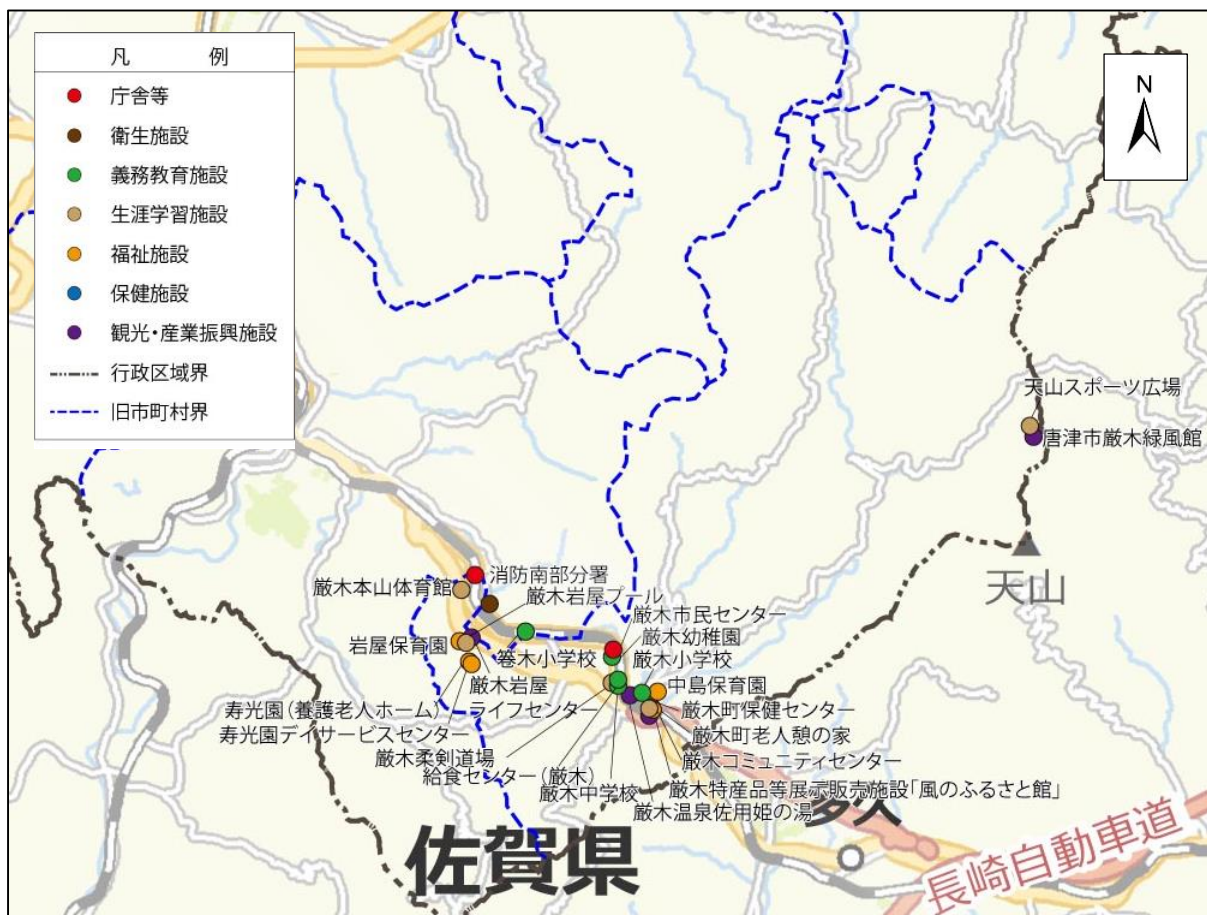 凡 例
庁舎等
衛生施設
義務教育施設
生涯学習施設
福祉施設
保健施設
観光・産業振興施設
行政区域界
旧市町村界
N
天山スポーツ広場
唐津市厳木緑風館
天山
消防南部分署
厳木本山体育館
厳木岩屋プール
厳木市民センター
厳木幼稚園
岩屋保育園
箞木小学校
厳木小学校
厳木岩屋
ライフセンター
中島保育園
寿光園(養護老人ホーム)
厳木町保健センター
寿光園デイサービスセンター
厳木町老人憩の家
厳木柔剣道場
厳木コミュニティセンター
給食センター(厳木)
厳木中学校
厳木特産品等展示販売施設「風のふるさと館」
厳木温泉佐用姫の湯
多久
佐賀県
長崎自動車道